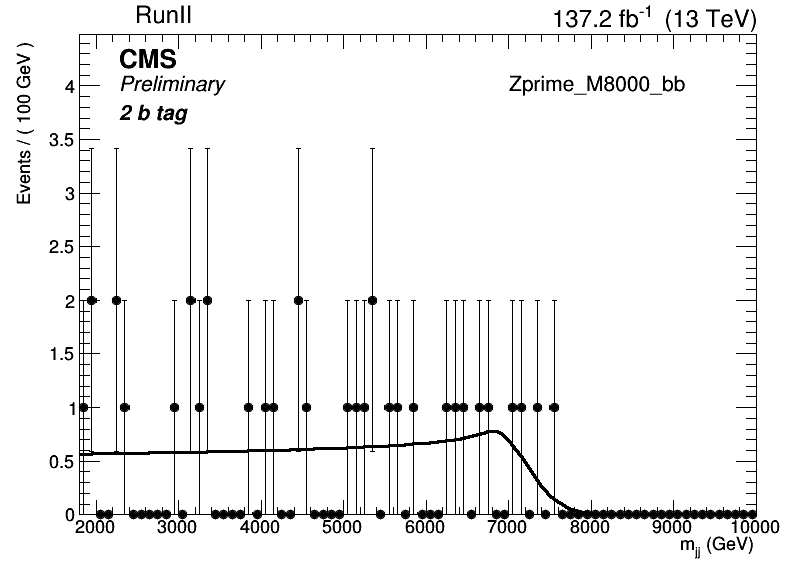 RunII
137.2 fb⁻¹ (13 TeV)
CMS
Preliminary
2 b tag
Zprime_M8000_bb
Events / ( 100 GeV )
4
3.5
3
2.5
2
1.5
1
0.5
0
2000 3000 4000 5000 6000 7000 8000 9000 10000
m_jj (GeV)